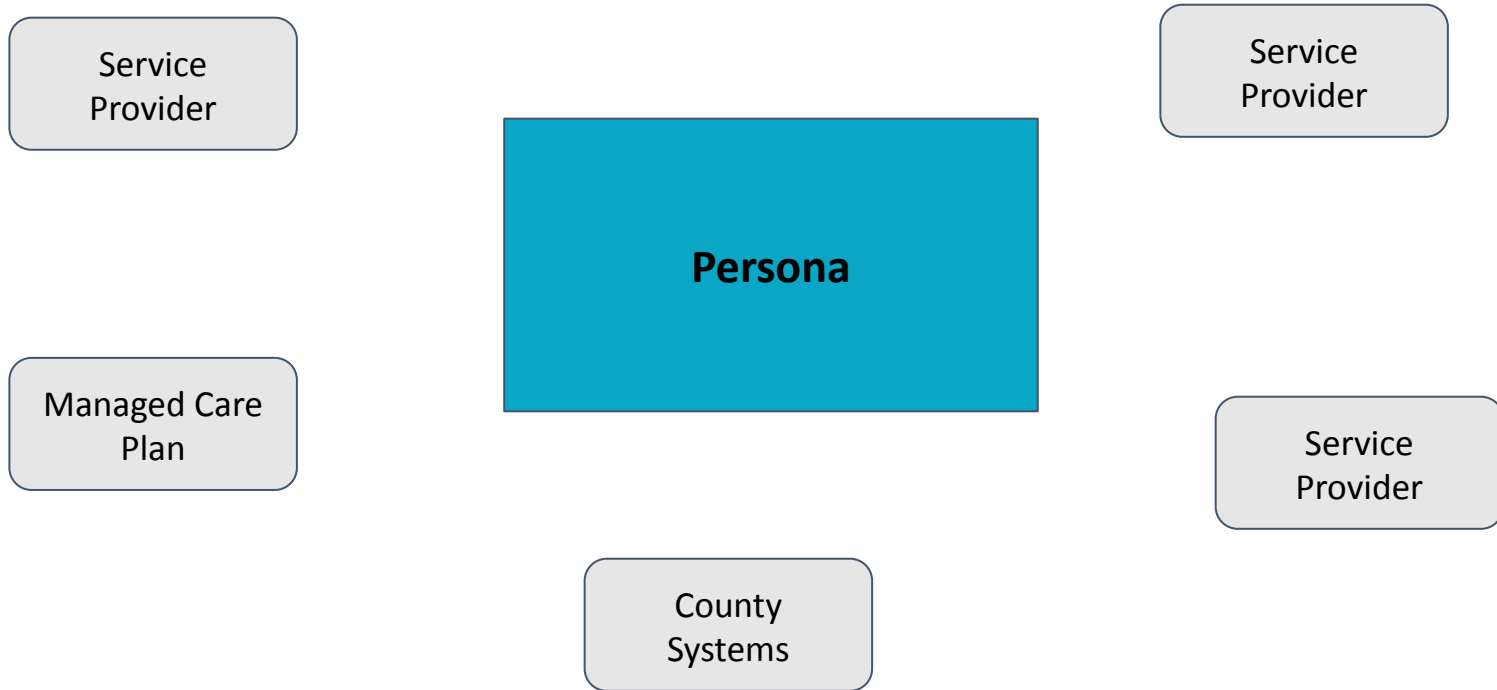 Service
Provider
Service
Provider
Persona
Managed Care
Plan
Service
Provider
County
Systems